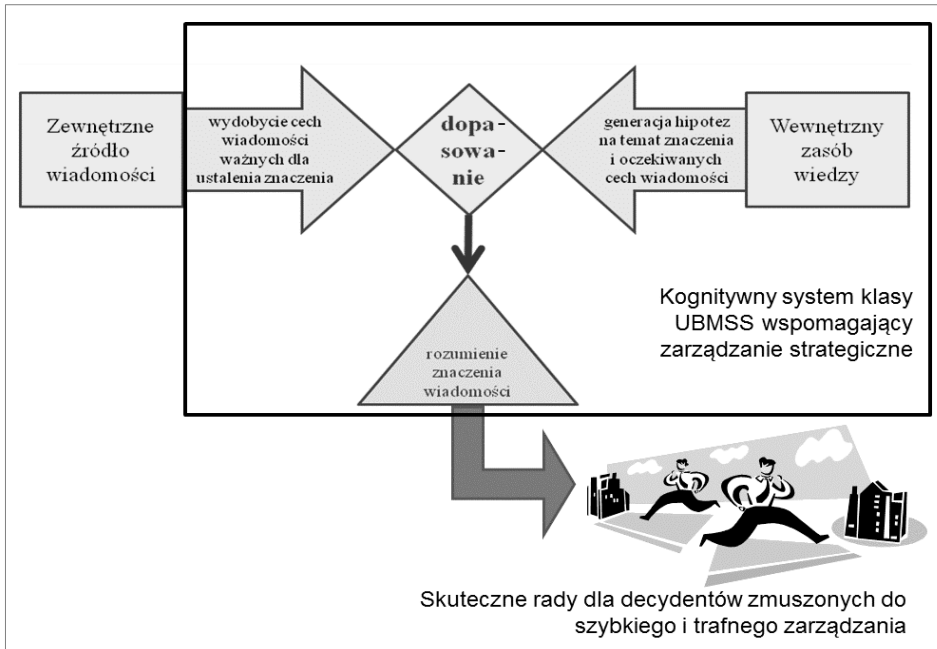 Zewnętrzne
źródło
wiadomości
wydobycie cech
wiadomości
ważnych dla
ustalenia znaczenia
dopa-
sowa-
nie
generacja hipotez
na temat znaczenia
i oczekiwanych
cech wiadomości
Wewnętrzny
zasób
wiedzy
rozumienie
znaczenia
wiadomości
Kognitywny system klasy
UBMSS wspomagający
zarządzanie strategiczne
Skuteczne rady dla decydentów zmuszonych do
szybkiego i trafnego zarządzania